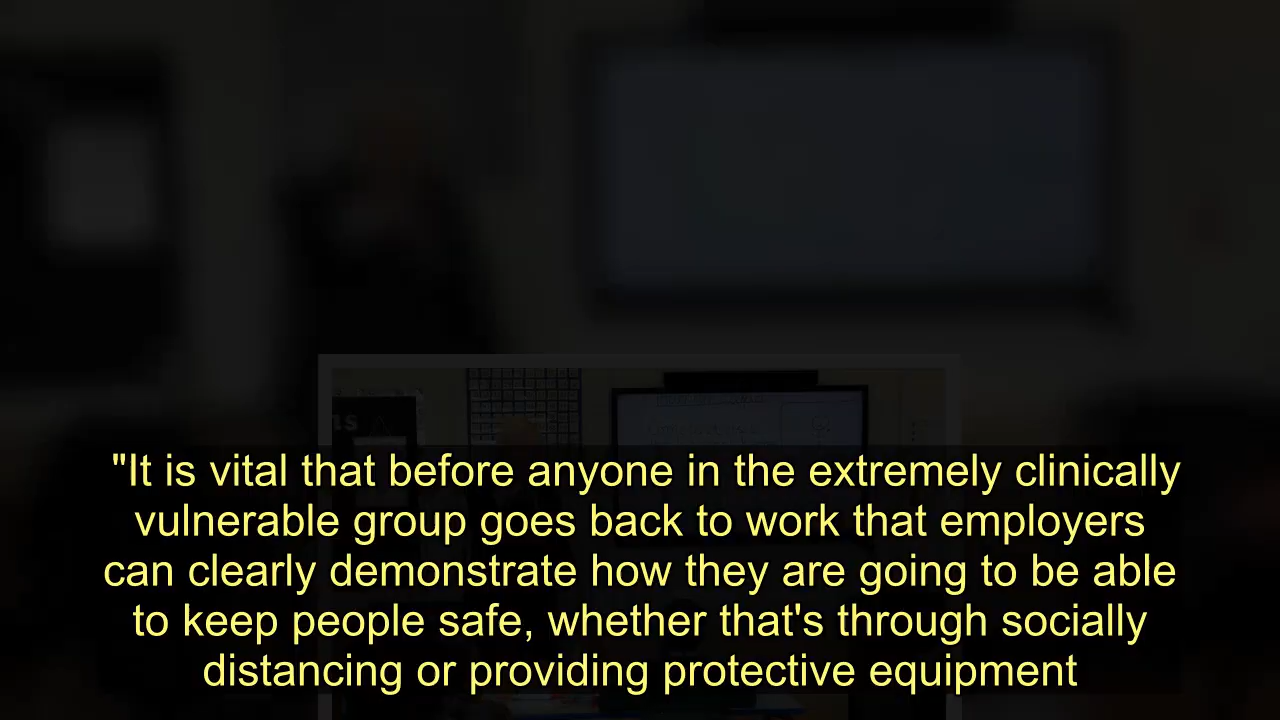 "It is vital that before anyone in the extremely clinically
vulnerable group goes back to work that employers
can clearly demonstrate how they are going to be able
to keep people safe, whether that's through socially
distancing or providing protective equipment